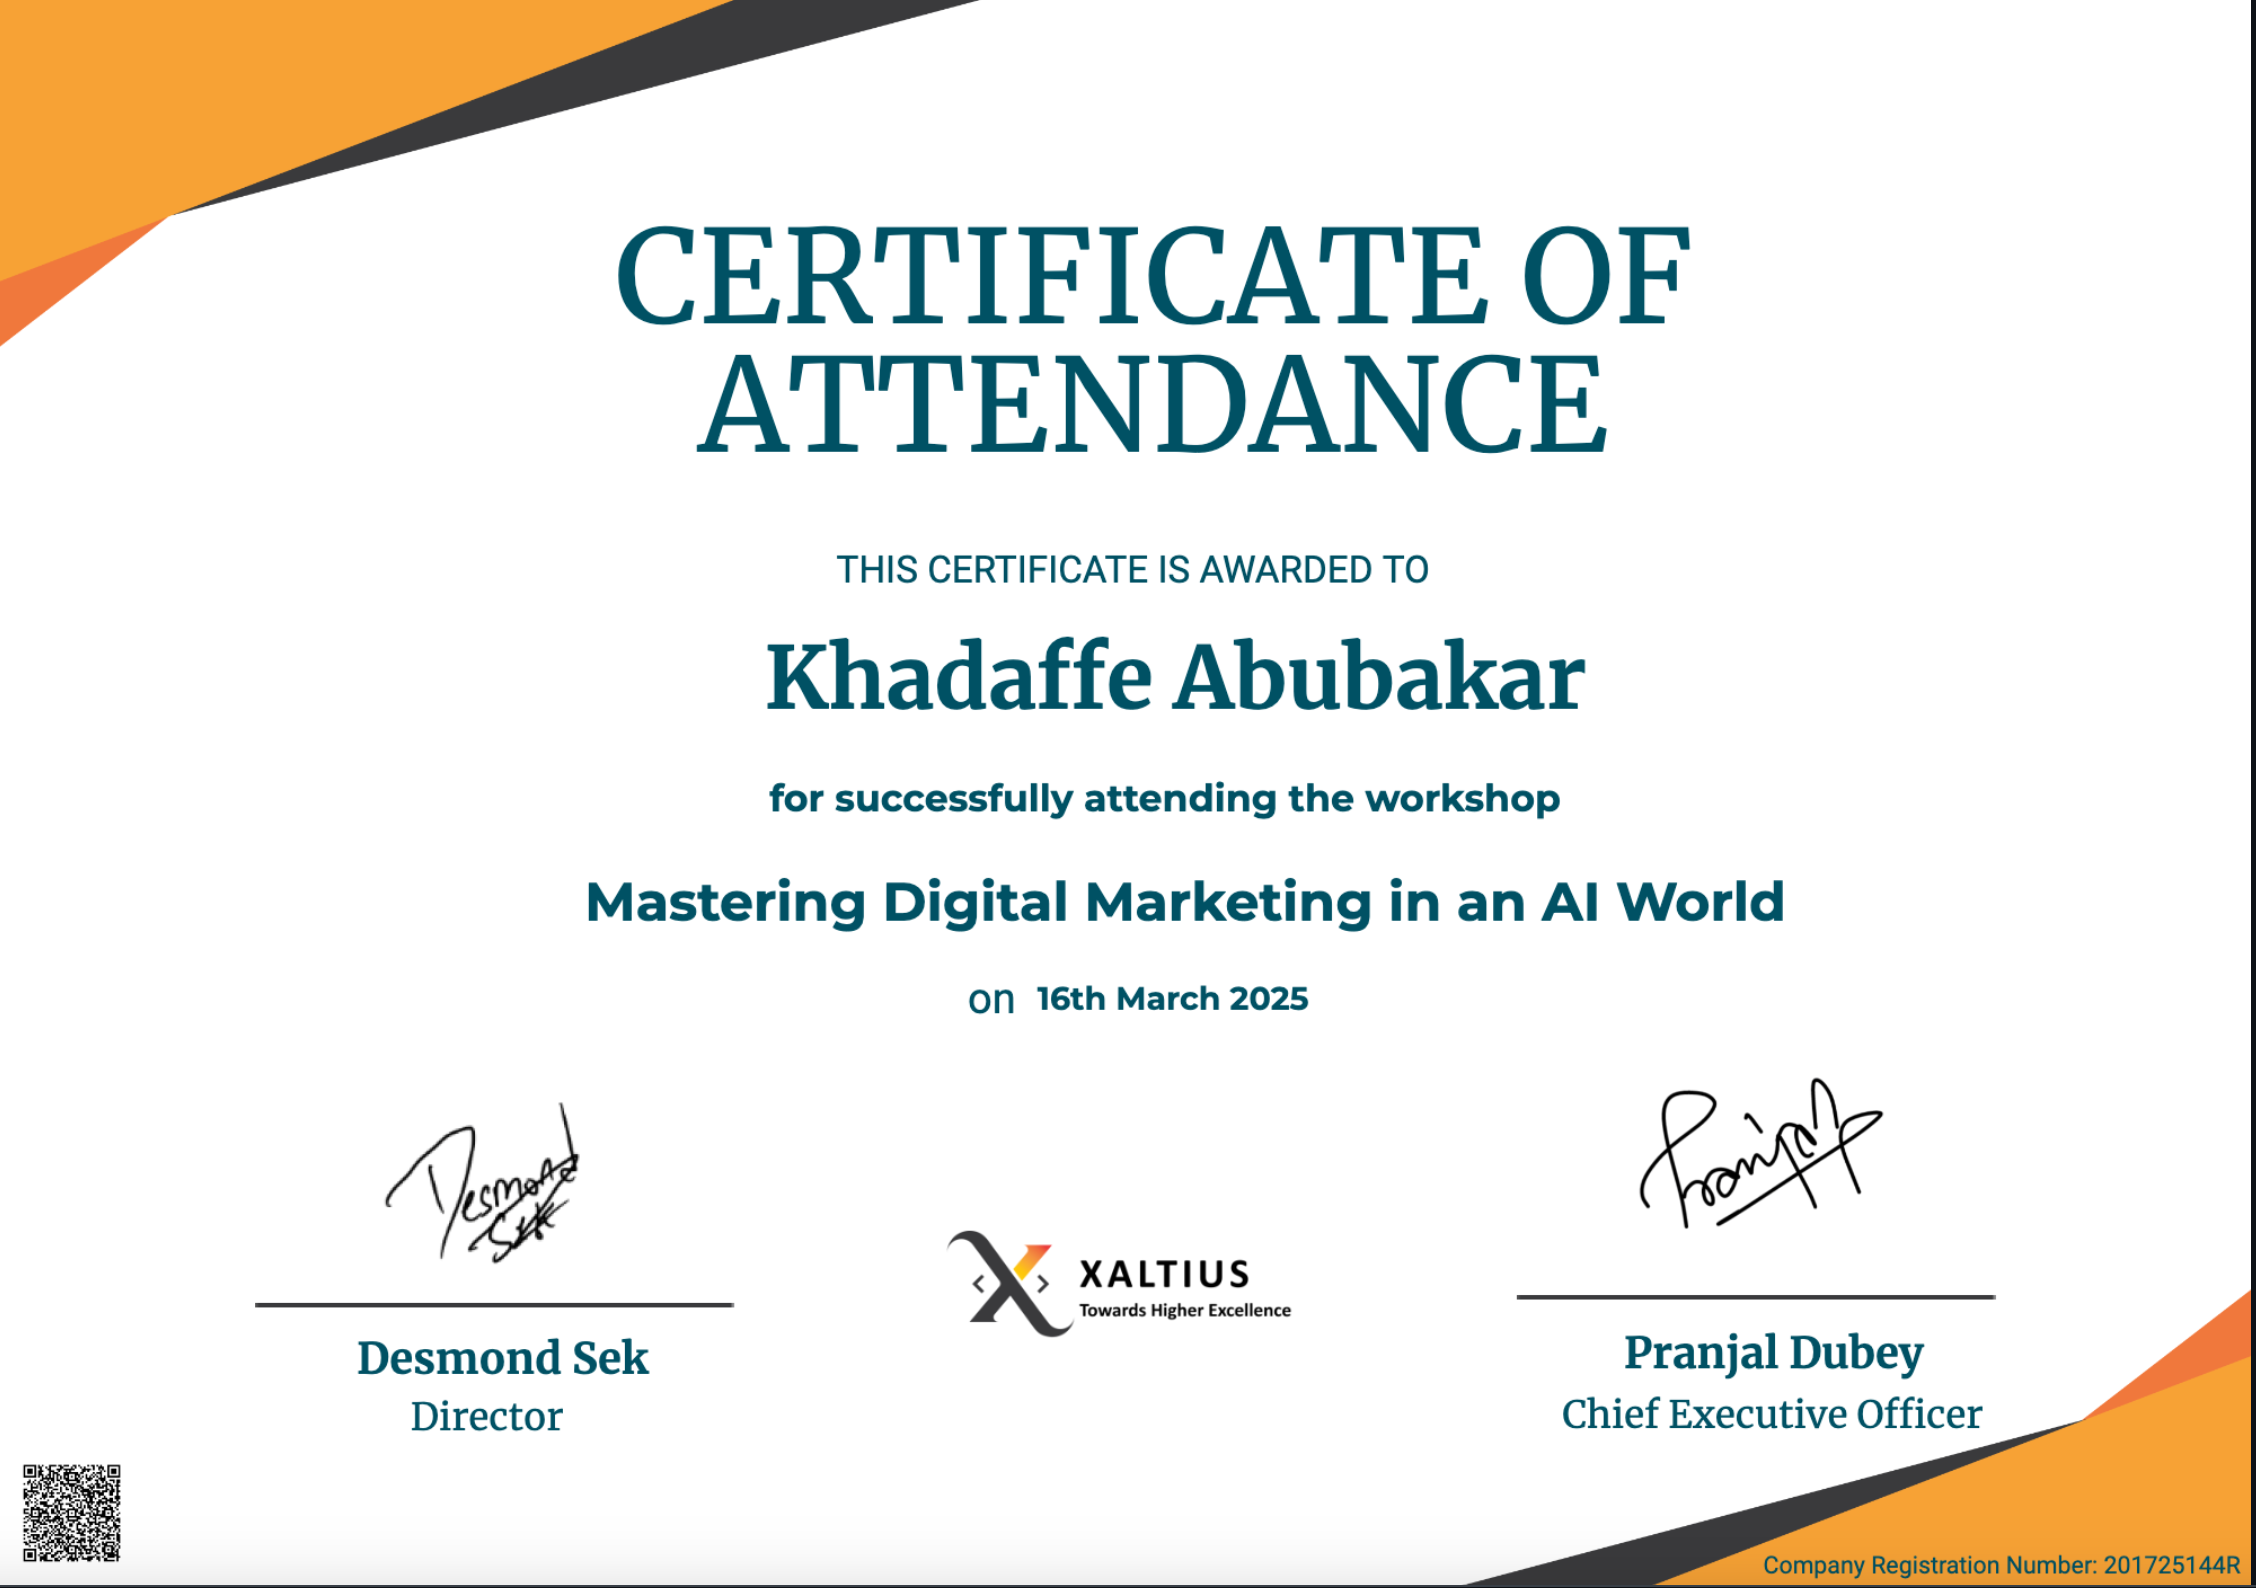 CERTIFICATE OF
ATTENDANCE
THIS CERTIFICATE IS AWARDED TO
Khadaffe Abubakar
for successfully attending the workshop
Mastering Digital Marketing in an AI World
on 16th March 2025
Desmond
Sek
Pranjal
XALTIUS
Towards Higher Excellence
Desmond Sek
Director
Pranjal Dubey
Chief Executive Officer
Company Registration Number: 201725144R